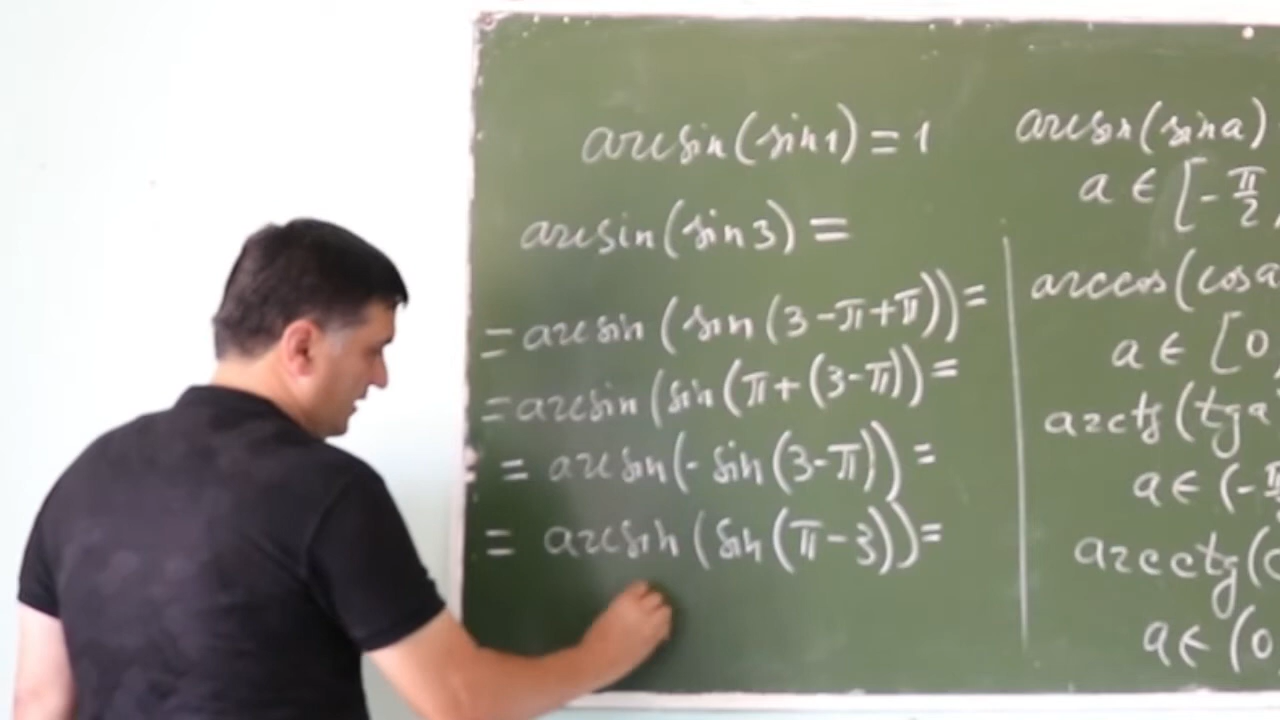 arcsin(sin1)=1
arcsin(sin3)=
=arcsin(sin(3-π+π))=
=arcsin(sin(π+(3-π))=
=arcsin(-sin(3-π))=
=arcsin(sin(π-3))=
arcsin(sina)
a∈[-π/2,
arccos(cosa
a∈[0,
arctg(tga
a∈(-π
arcctg(c
a∈(0